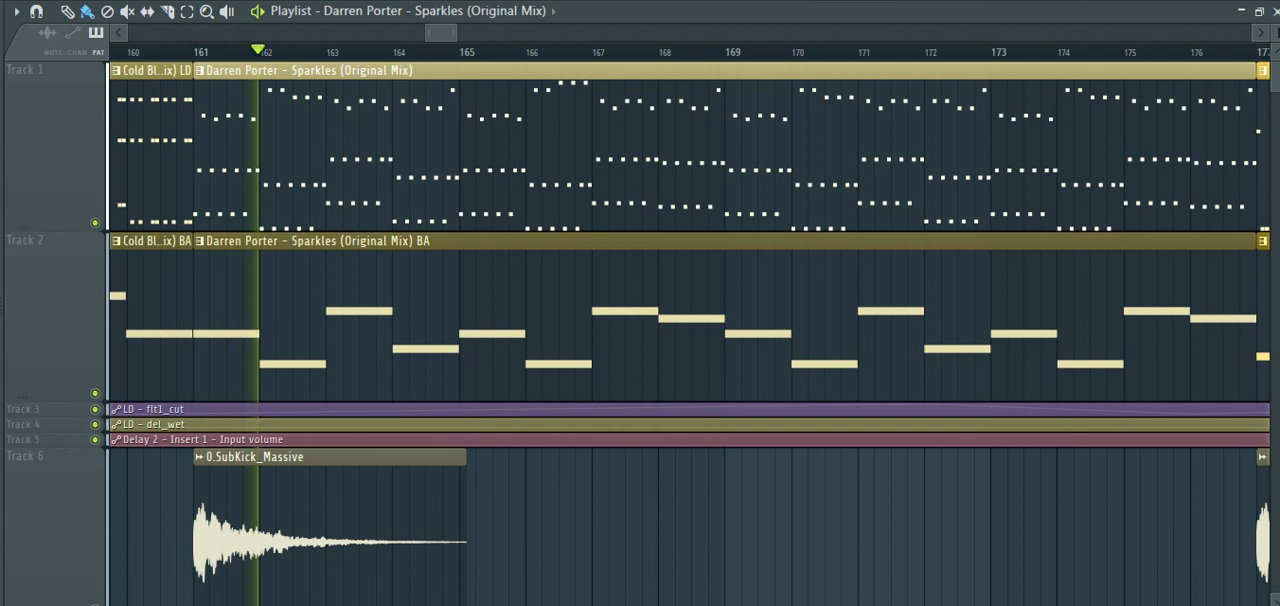 Playlist - Darren Porter - Sparkles (Original Mix)
NOTE CHAN PAT
160 161 162 163 164 165 166 167 168 169 170 171 172 173 174 175 176 177
Track 1
Cold Bl..ix) LD
Darren Porter - Sparkles (Original Mix)
Track 2
Cold Bl..ix) BA
Darren Porter - Sparkles (Original Mix) BA
Track 3
LD - flt1_cut
Track 4
LD - del_wet
Track 5
Delay 2 - Insert 1 - Input volume
Track 6
0.SubKick_Massive